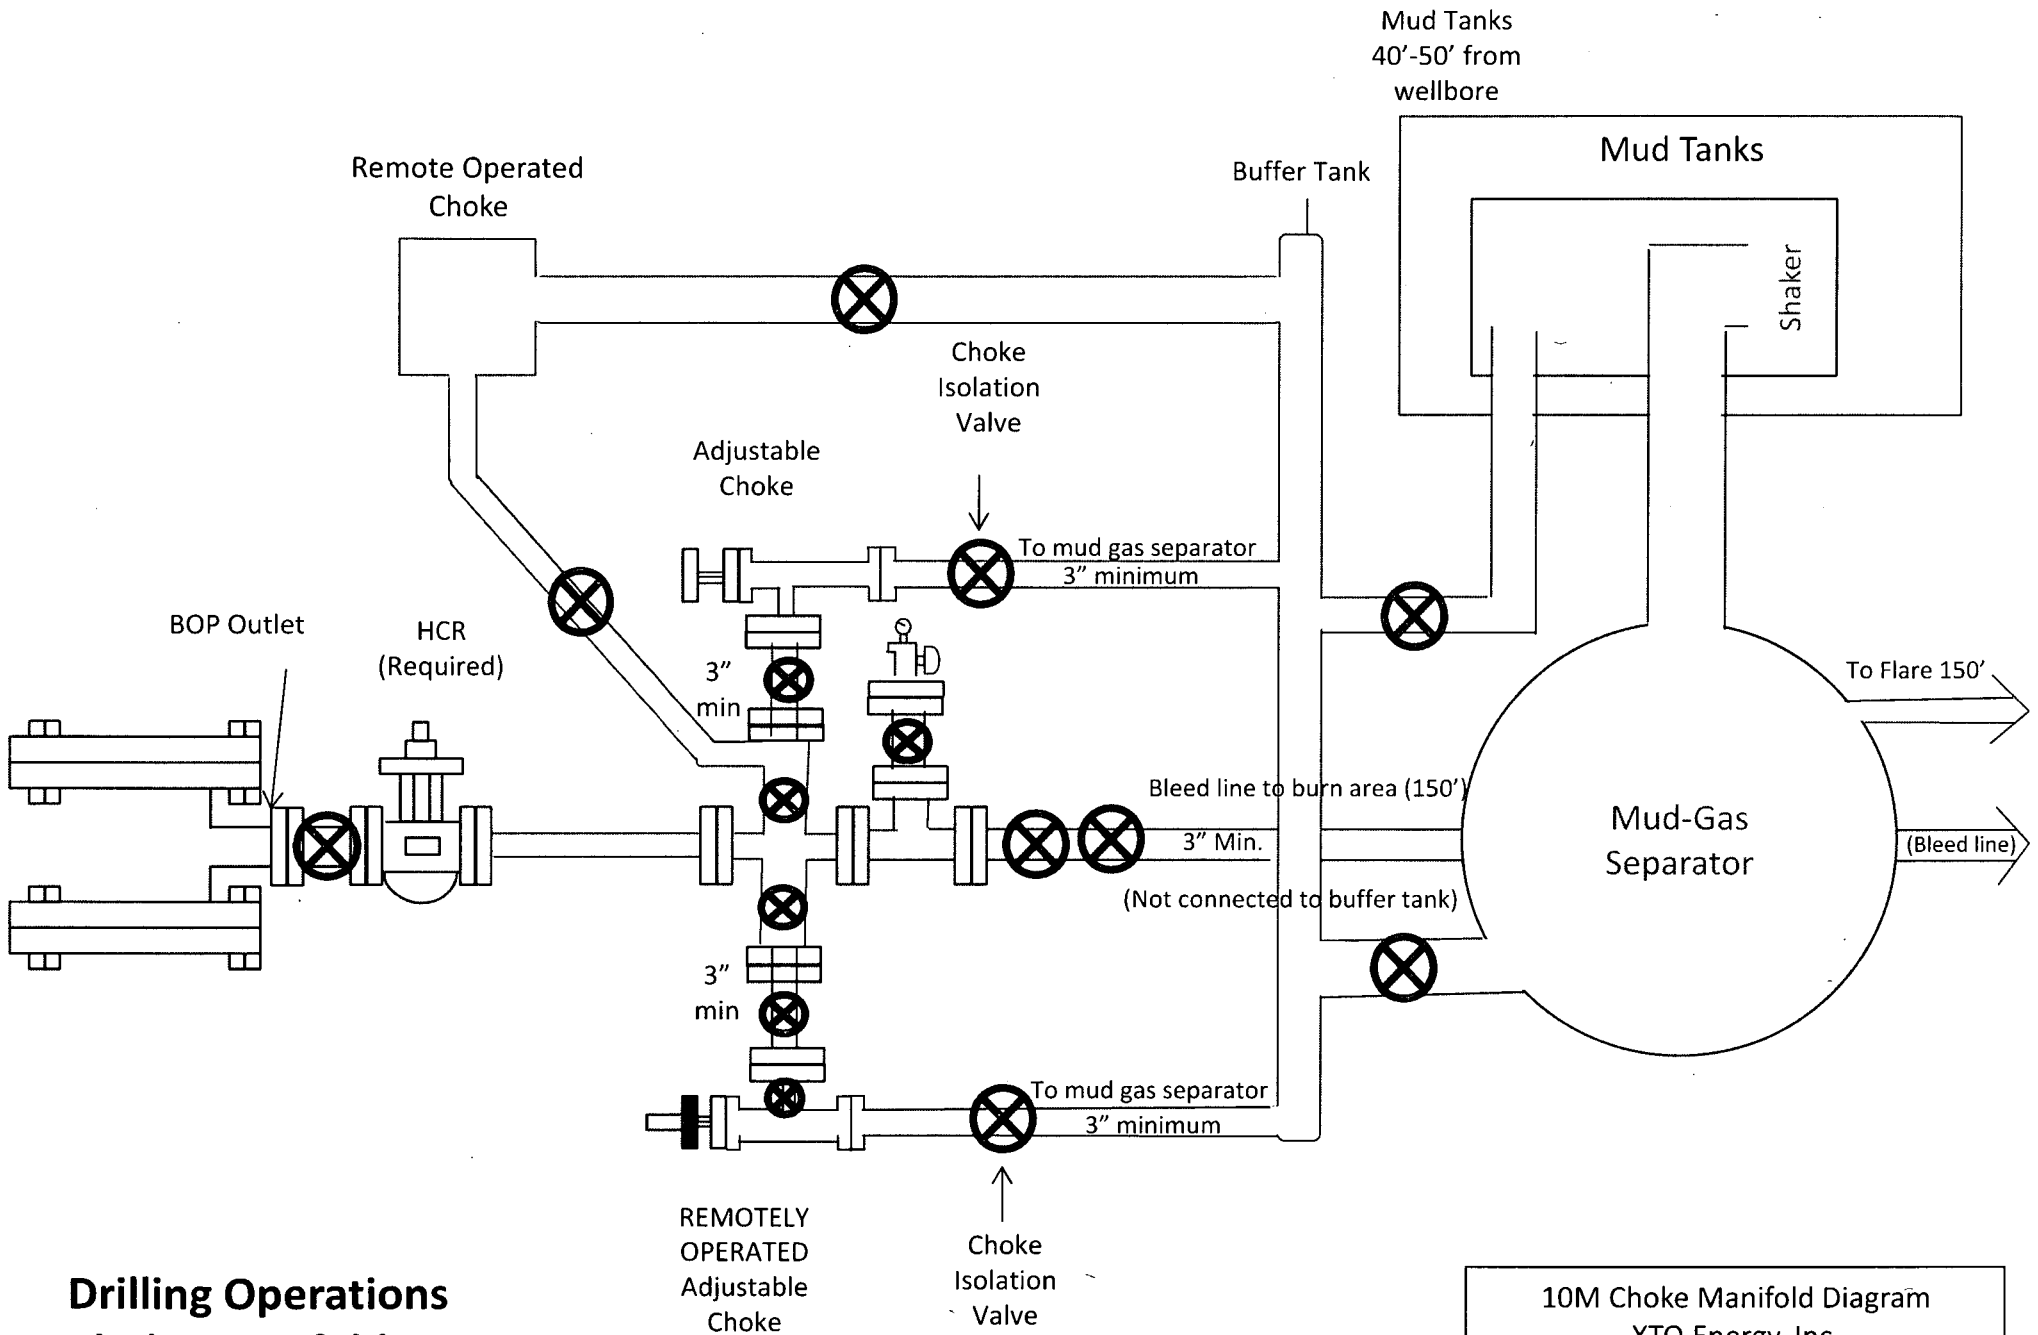 Mud Tanks
40’-50’ from
wellbore
Mud Tanks
Shaker
Remote Operated
Choke
Buffer Tank
Choke
Isolation
Valve
Adjustable
Choke
To mud gas separator
3” minimum
BOP Outlet
HCR
(Required)
3”
min
To Flare 150’
Bleed line to burn area (150’)
3” Min.
(Not connected to buffer tank)
Mud-Gas
Separator
(Bleed line)
3”
min
To mud gas separator
3” minimum
REMOTELY
OPERATED
Adjustable
Choke
Choke
Isolation
Valve
Drilling Operations
10M Choke Manifold Diagram
XTO Energy, Inc